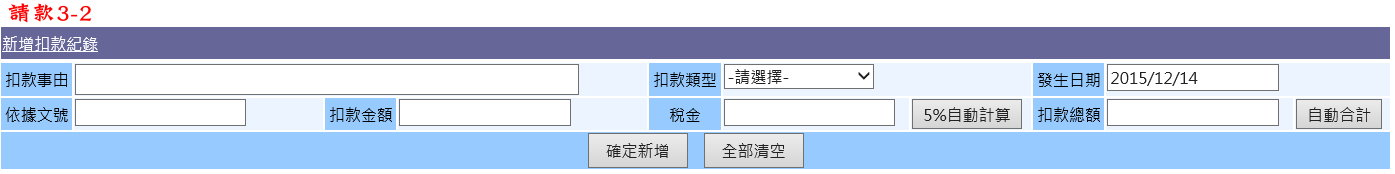 請款3-2
新增扣款紀錄
扣款事由 扣款類型 -請選擇- 發生日期 2015/12/14
依據文號 扣款金額 稅金 5%自動計算 扣款總額 自動合計
確定新增 全部清空